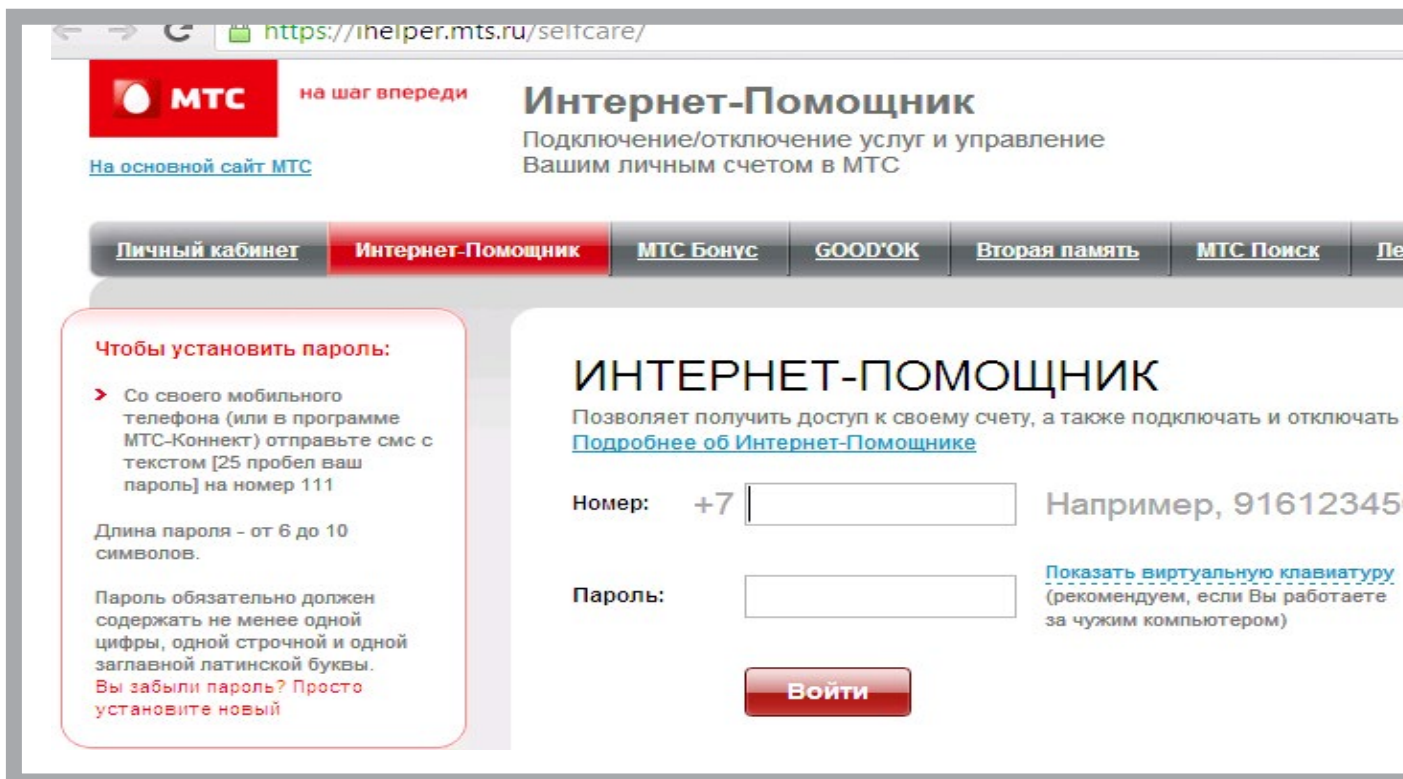 https://ihelper.mts.ru/selfcare/
МТС
на шаг впереди
На основной сайт МТС
Интернет-Помощник
Подключение/отключение услуг и управление
Вашим личным счетом в МТС
Личный кабинет Интернет-Помощник МТС Бонус GOOD'OK Вторая память МТС Поиск
Чтобы установить пароль:
Со своего мобильного
телефона (или в программе
МТС-Коннект) отправьте смс с
текстом [25 пробел ваш
пароль] на номер 111
Длина пароля - от 6 до 10
символов.
Пароль обязательно должен
содержать не менее одной
цифры, одной строчной и одной
заглавной латинской буквы.
Вы забыли пароль? Просто
установите новый
ИНТЕРНЕТ-ПОМОЩНИК
Позволяет получить доступ к своему счету, а также подключать и отключать
Подробнее об Интернет-Помощнике
Номер: +7 Например, 91612345
Пароль:
Показать виртуальную клавиатуру
(рекомендуем, если Вы работаете
за чужим компьютером)
Войти